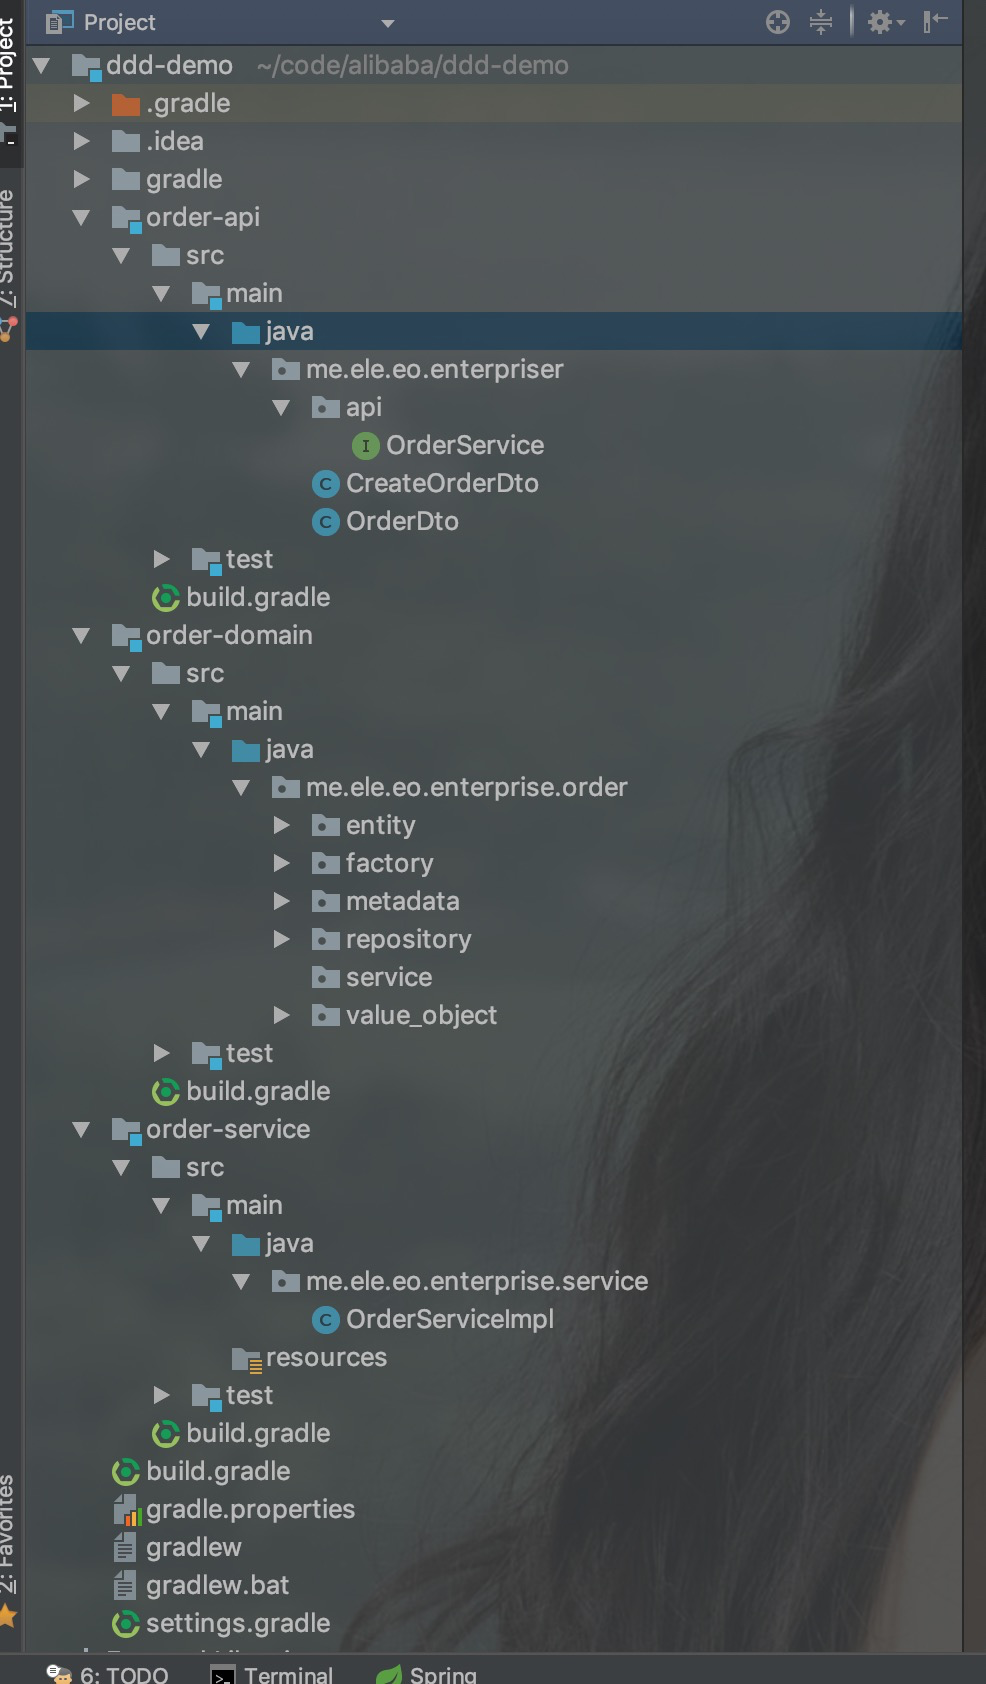 Project
1: Project
ddd-demo ~/code/alibaba/ddd-demo
.gradle
.idea
gradle
order-api
src
main
java
me.ele.eo.enterpriser
api
OrderService
CreateOrderDto
OrderDto
test
build.gradle
order-domain
src
main
java
me.ele.eo.enterprise.order
entity
factory
metadata
repository
service
value_object
test
build.gradle
order-service
src
main
java
me.ele.eo.enterprise.service
OrderServiceImpl
resources
test
build.gradle
build.gradle
gradle.properties
gradlew
gradlew.bat
settings.gradle
7: Structure
2: Favorites
6: TODO Terminal Spring